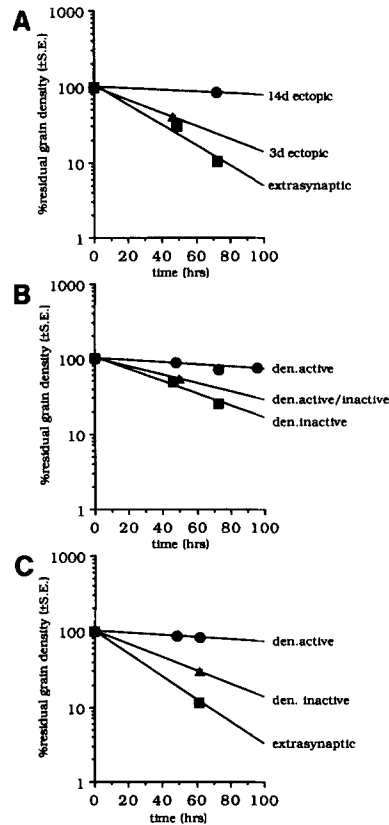 A
%residual grain density (±S.E.)
1000
100
10
1
14d ectopic
3d ectopic
extrasynaptic
0 20 40 60 80 100
time (hrs)
B
%residual grain density (±S.E.)
1000
100
10
1
den.active
den.active/inactive
den.inactive
0 20 40 60 80 100
time (hrs)
C
%residual grain density (±S.E.)
1000
100
10
1
den.active
den. inactive
extrasynaptic
0 20 40 60 80 100
time (hrs)